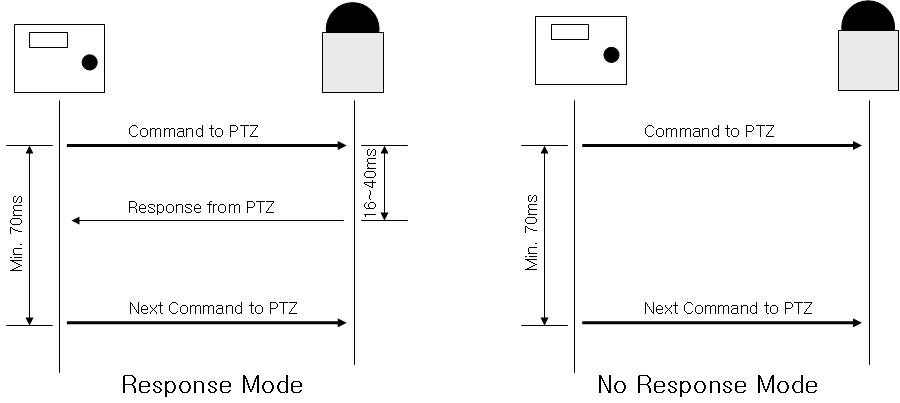 Command to PTZ
16~40ms
Response from PTZ
Min. 70ms
Next Command to PTZ
Response Mode
Command to PTZ
Min. 70ms
Next Command to PTZ
No Response Mode